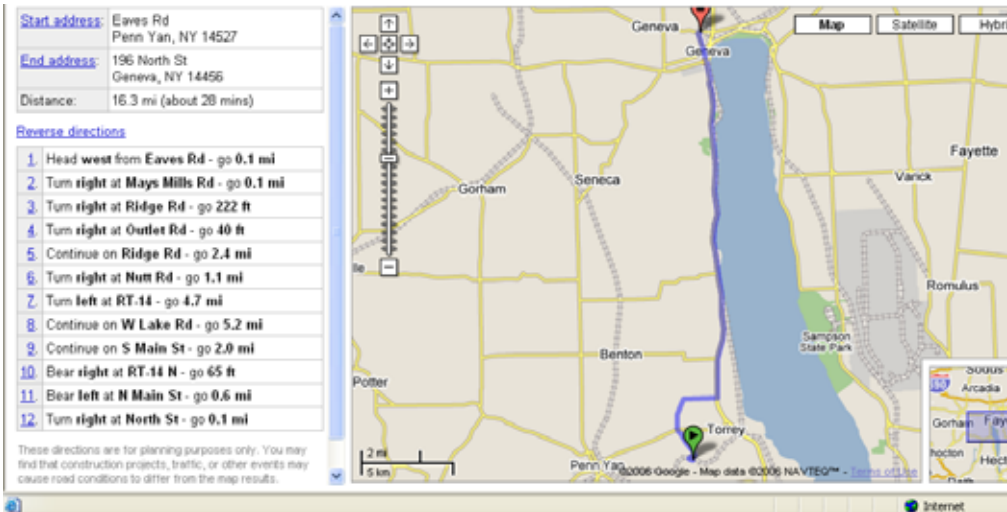 Start address: Eaves Rd
Penn Yan, NY 14527
End address: 196 North St
Geneva, NY 14456
Distance: 16.3 mi (about 28 mins)
Reverse directions
1. Head west from Eaves Rd - go 0.1 mi
2. Turn right at Mays Mills Rd - go 0.1 mi
3. Turn right at Ridge Rd - go 222 ft
4. Turn right at Outlet Rd - go 40 ft
5. Continue on Ridge Rd - go 2.4 mi
6. Turn right at Nutt Rd - go 1.1 mi
7. Turn left at RT-14 - go 4.7 mi
8. Continue on W Lake Rd - go 5.2 mi
9. Continue on S Main St - go 2.0 mi
10. Bear right at RT-14 N - go 65 ft
11. Bear left at N Main St - go 0.6 mi
12. Turn right at North St - go 0.1 mi
These directions are for planning purposes only. You may
find that construction projects, traffic, or other events may
cause road conditions to differ from the map results.
Map
Satellite
Hybri
Geneva
Geneva
Fayette
Varick
Seneca
Gorham
lle
Romulus
Sampson
State Park
Benton
Potter
Torrey
Penn Yan
2 mi
5 km
©2006 Google - Map data ©2006 NAVTEQ™ - Terms of Use
Sodus
Arcadia
Gorham
Faye
hocton
Hect
Internet